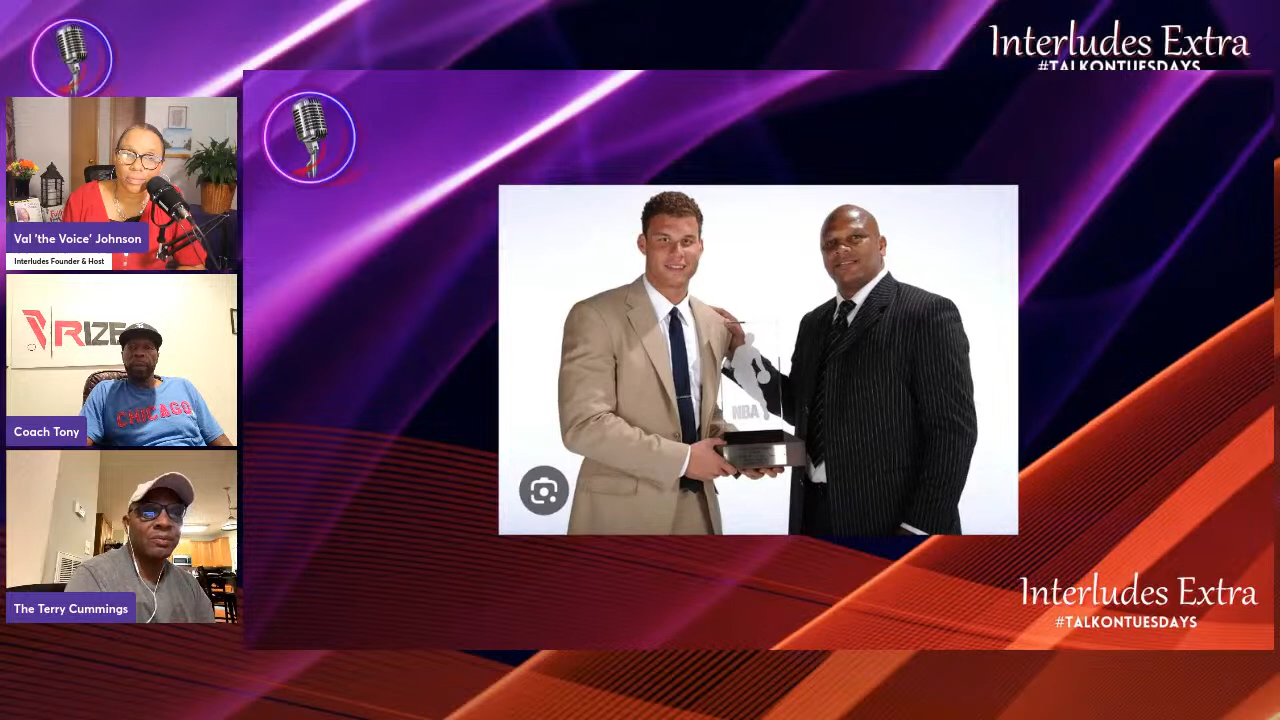 Interludes Extra
#TALKONTUESDAYS
Val 'the Voice' Johnson
Interludes Founder & Host
RIZE
CHICAGO
Coach Tony
The Terry Cummings
NBA
Interludes Extra
#TALKONTUESDAYS